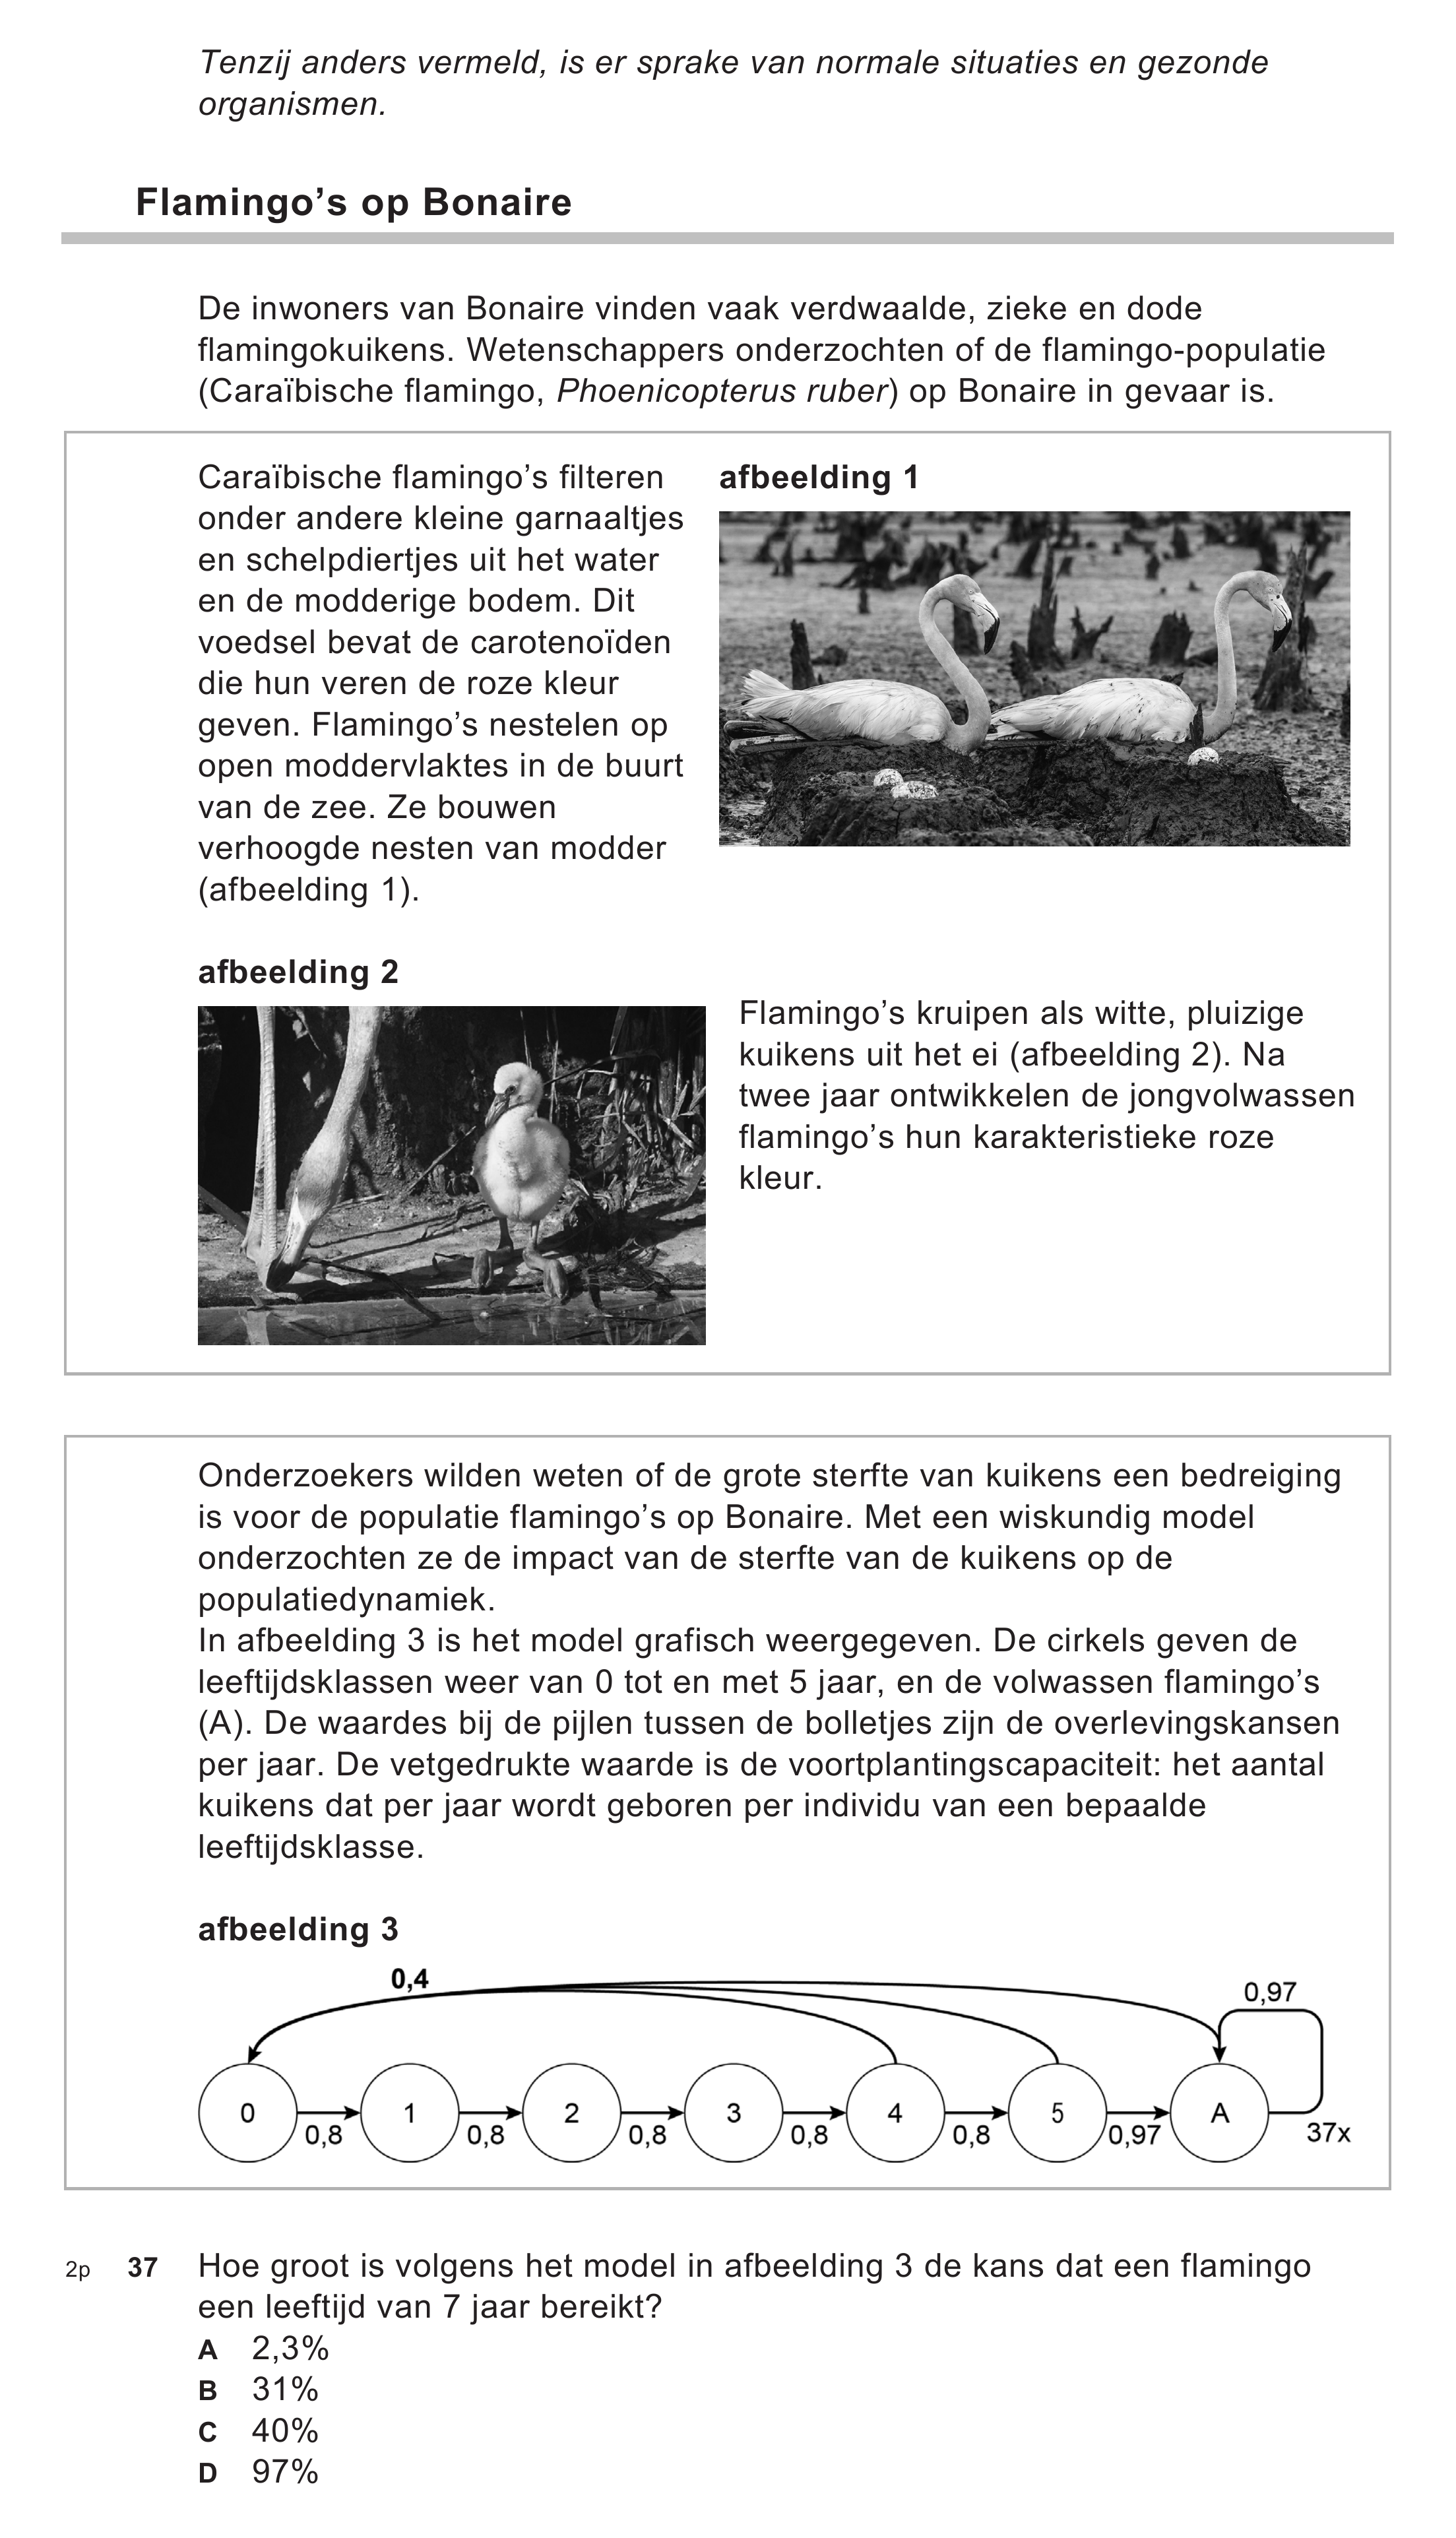 Tenzij anders vermeld, is er sprake van normale situaties en gezonde
organismen.
Flamingo’s op Bonaire
De inwoners van Bonaire vinden vaak verdwaalde, zieke en dode
flamingokuikens. Wetenschappers onderzochten of de flamingo-populatie
(Caraïbische flamingo, Phoenicopterus ruber) op Bonaire in gevaar is.
Caraïbische flamingo’s filteren
onder andere kleine garnaaltjes
en schelpdiertjes uit het water
en de modderige bodem. Dit
voedsel bevat de carotenoïden
die hun veren de roze kleur
geven. Flamingo’s nestelen op
open moddervlaktes in de buurt
van de zee. Ze bouwen
verhoogde nesten van modder
(afbeelding 1).
afbeelding 1
afbeelding 2
Flamingo’s kruipen als witte, pluizige
kuikens uit het ei (afbeelding 2). Na
twee jaar ontwikkelen de jongvolwassen
flamingo’s hun karakteristieke roze
kleur.
Onderzoekers wilden weten of de grote sterfte van kuikens een bedreiging
is voor de populatie flamingo’s op Bonaire. Met een wiskundig model
onderzochten ze de impact van de sterfte van de kuikens op de
populatiedynamiek.
In afbeelding 3 is het model grafisch weergegeven. De cirkels geven de
leeftijdsklassen weer van 0 tot en met 5 jaar, en de volwassen flamingo’s
(A). De waardes bij de pijlen tussen de bolletjes zijn de overlevingskansen
per jaar. De vetgedrukte waarde is de voortplantingscapaciteit: het aantal
kuikens dat per jaar wordt geboren per individu van een bepaalde
leeftijdsklasse.
afbeelding 3
0,4
0,97
0 1 2 3 4 5 A
0,8 0,8 0,8 0,8 0,8 0,97 37x
2p 37 Hoe groot is volgens het model in afbeelding 3 de kans dat een flamingo
een leeftijd van 7 jaar bereikt?
A 2,3%
B 31%
C 40%
D 97%